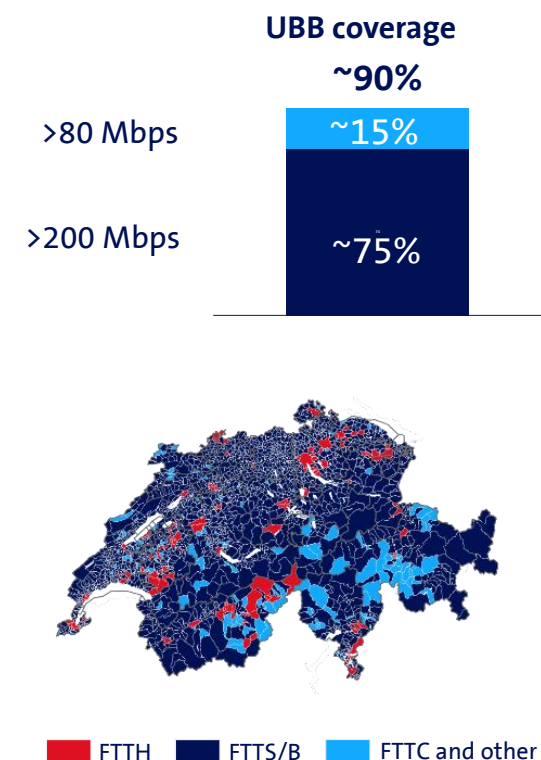 UBB coverage
~90%
>80 Mbps
~15%
>200 Mbps
~75%
FTTH
FTTS/B
FTTC and other